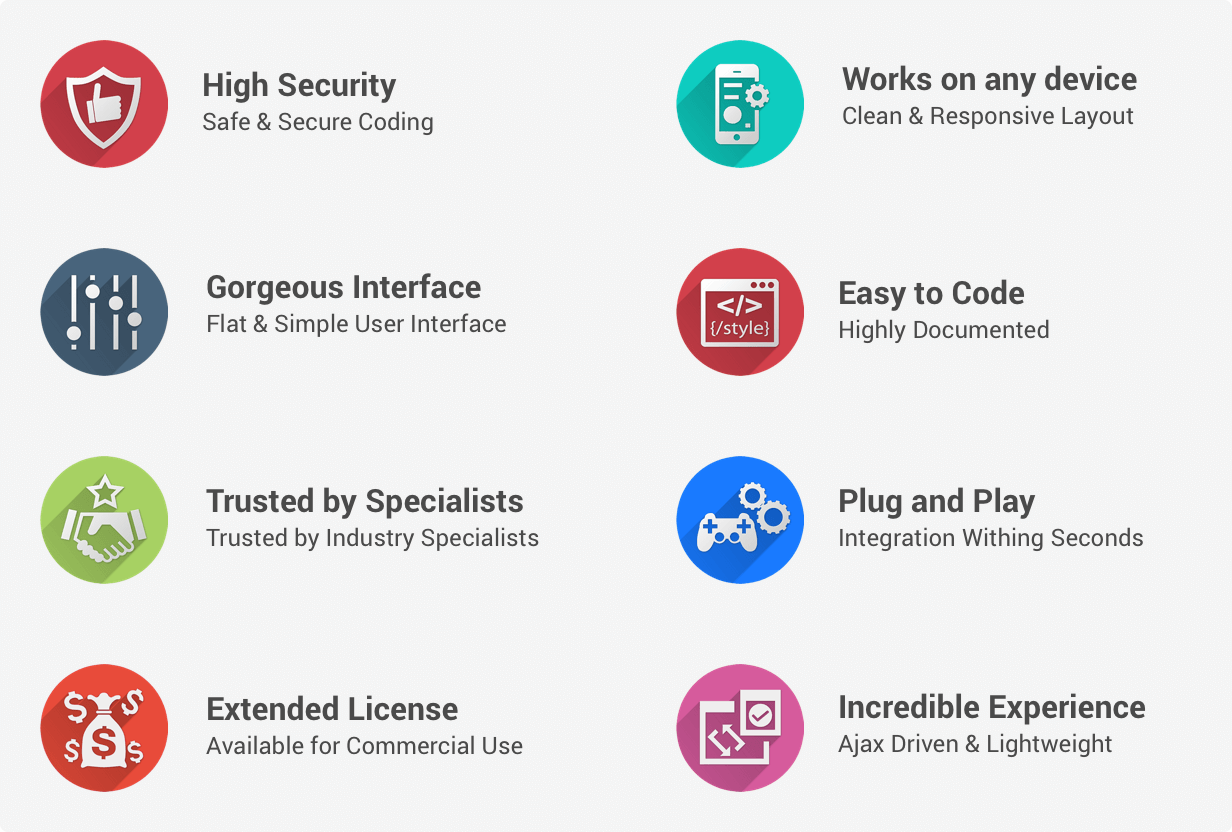 High Security
Safe & Secure Coding
Works on any device
Clean & Responsive Layout
Gorgeous Interface
Flat & Simple User Interface
</>
{/style}
Easy to Code
Highly Documented
Trusted by Specialists
Trusted by Industry Specialists
Plug and Play
Integration Withing Seconds
$ $
$
$ $
Extended License
Available for Commercial Use
Incredible Experience
Ajax Driven & Lightweight